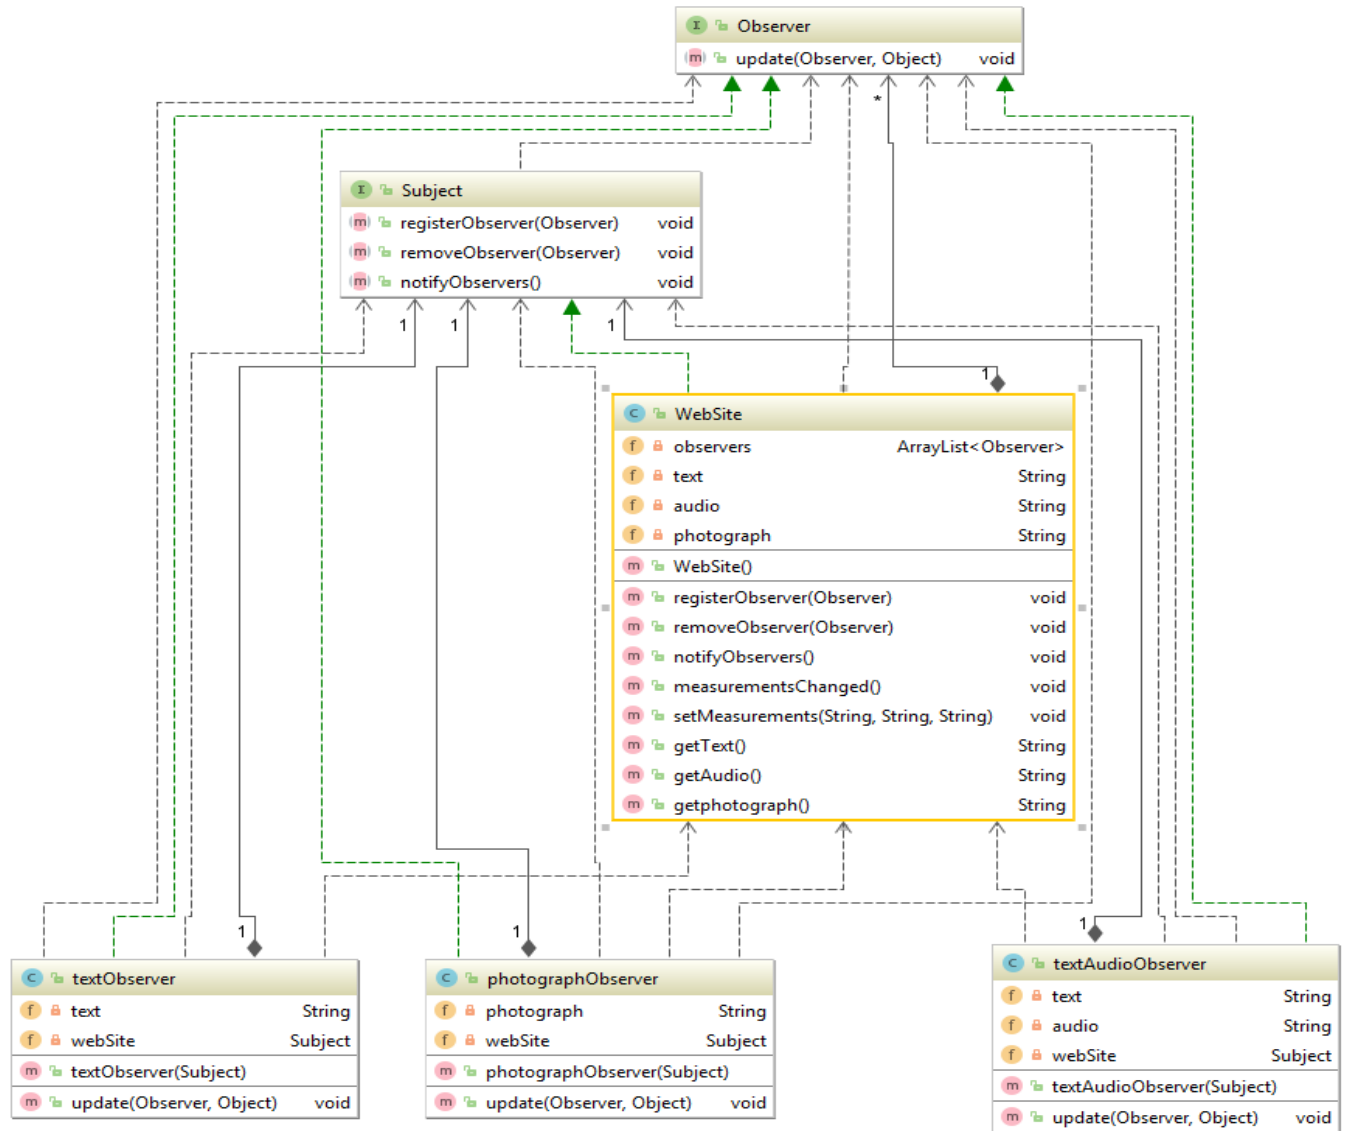 Observer
update(Observer, Object) void
*
Subject
registerObserver(Observer) void
removeObserver(Observer) void
notifyObservers() void
1 1 1
1
WebSite
observers ArrayList<Observer>
text String
audio String
photograph String
WebSite()
registerObserver(Observer) void
removeObserver(Observer) void
notifyObservers() void
measurementsChanged() void
setMeasurements(String, String, String) void
getText() String
getAudio() String
getphotograph() String
1
textObserver
text String
webSite Subject
textObserver(Subject)
update(Observer, Object) void
1
photographObserver
photograph String
webSite Subject
photographObserver(Subject)
update(Observer, Object) void
1
textAudioObserver
text String
audio String
webSite Subject
textAudioObserver(Subject)
update(Observer, Object) void